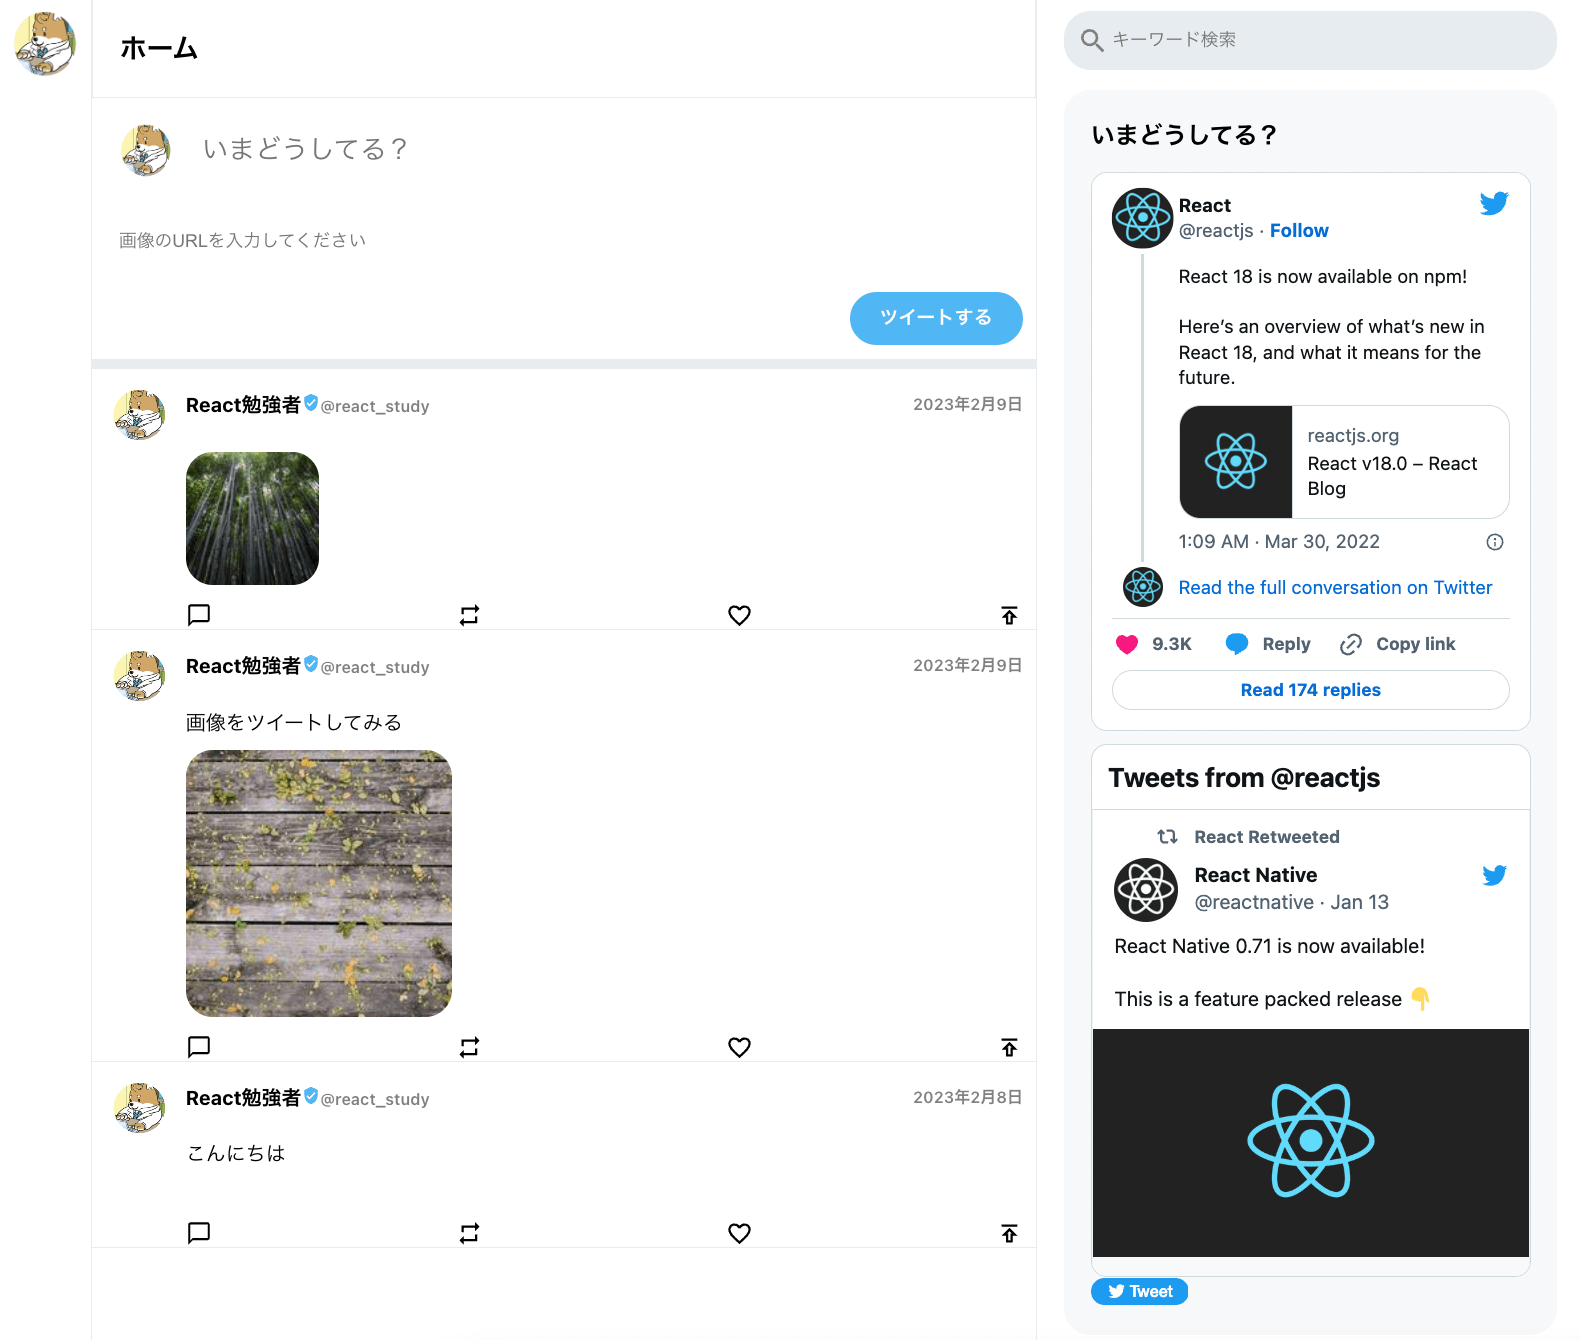 ホーム
いまどうしてる？
画像のURLを入力してください
ツイートする
React勉強者@react_study
2023年2月9日
React勉強者@react_study
2023年2月9日
画像をツイートしてみる
React勉強者@react_study
2023年2月8日
こんにちは
キーワード検索
いまどうしてる？
React
@reactjs · Follow
React 18 is now available on npm!
Here’s an overview of what’s new in
React 18, and what it means for the
future.
reactjs.org
React v18.0 – React
Blog
1:09 AM · Mar 30, 2022
Read the full conversation on Twitter
9.3K
Reply
Copy link
Read 174 replies
Tweets from @reactjs
React Retweeted
React Native
@reactnative · Jan 13
React Native 0.71 is now available!
This is a feature packed release 👇
Tweet